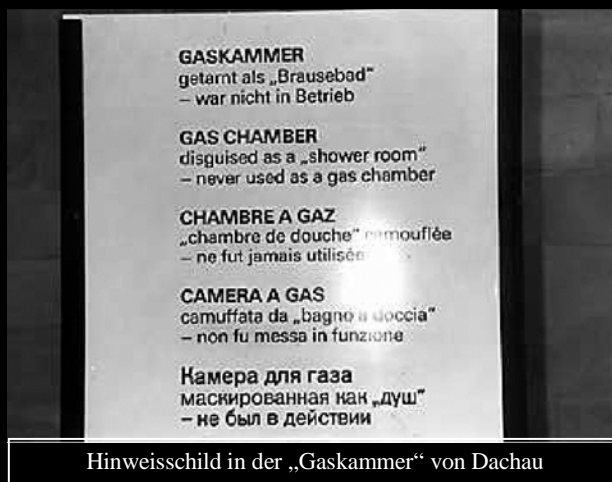 GASKAMMER
getarnt als „Brausebad“
– war nicht in Betrieb
GAS CHAMBER
disguised as a „shower room“
– never used as a gas chamber
CHAMBRE A GAZ
„chambre de douche“ camouflée
– ne fut jamais utilisée
CAMERA A GAS
camuffata da „bagno a doccia“
– non fu messa in funzione
Камера для газа
маскированная как „душ“
– не был в действии
Hinweisschild in der „Gaskammer“ von Dachau